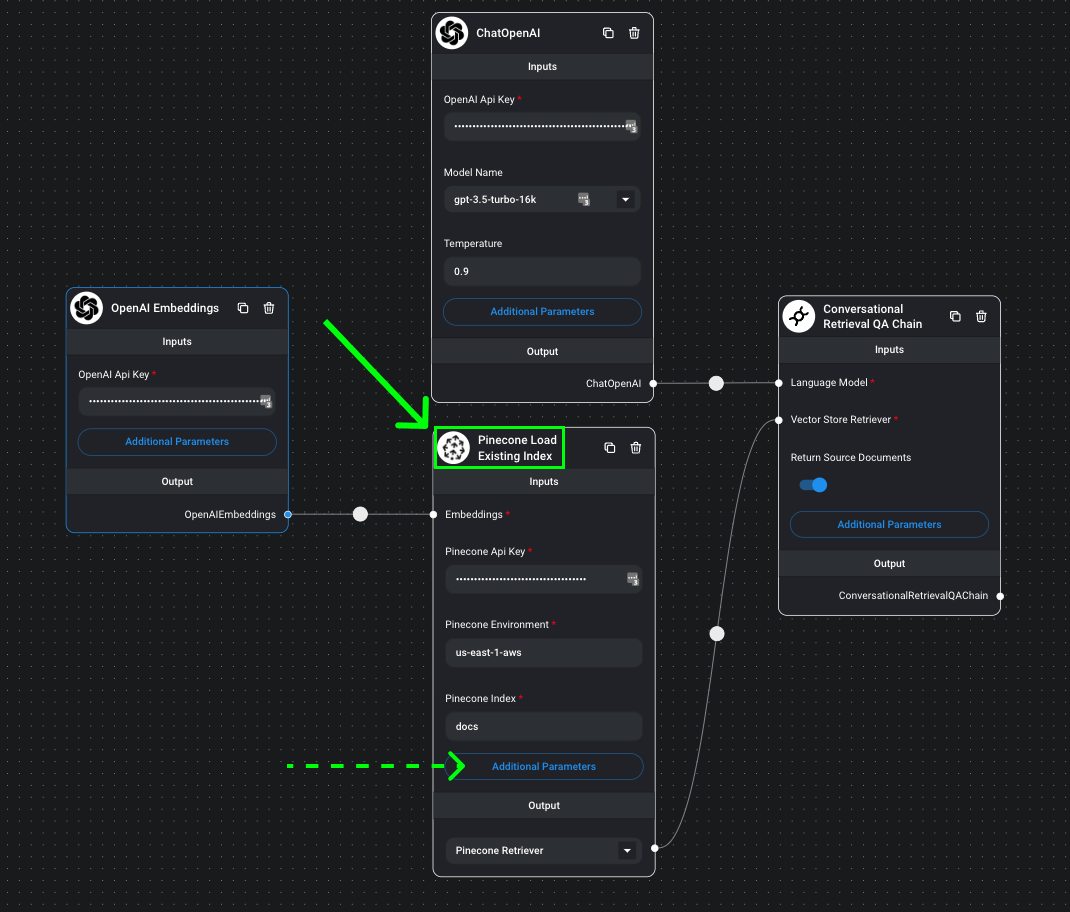 ChatOpenAI
Inputs
OpenAI Api Key *
••••••••••••••••••••••••••••••••••••••••••••••••
Model Name
gpt-3.5-turbo-16k
Temperature
0.9
Additional Parameters
Output
ChatOpenAI
OpenAI Embeddings
Inputs
OpenAI Api Key *
••••••••••••••••••••••••••••••••••••••••••••••••
Additional Parameters
Output
OpenAIEmbeddings
Pinecone Load
Existing Index
Inputs
Embeddings *
Pinecone Api Key *
••••••••••••••••••••••••••••••••••••
Pinecone Environment *
us-east-1-aws
Pinecone Index *
docs
Additional Parameters
Output
Pinecone Retriever
Conversational
Retrieval QA Chain
Inputs
Language Model *
Vector Store Retriever *
Return Source Documents
Additional Parameters
Output
ConversationalRetrievalQAChain